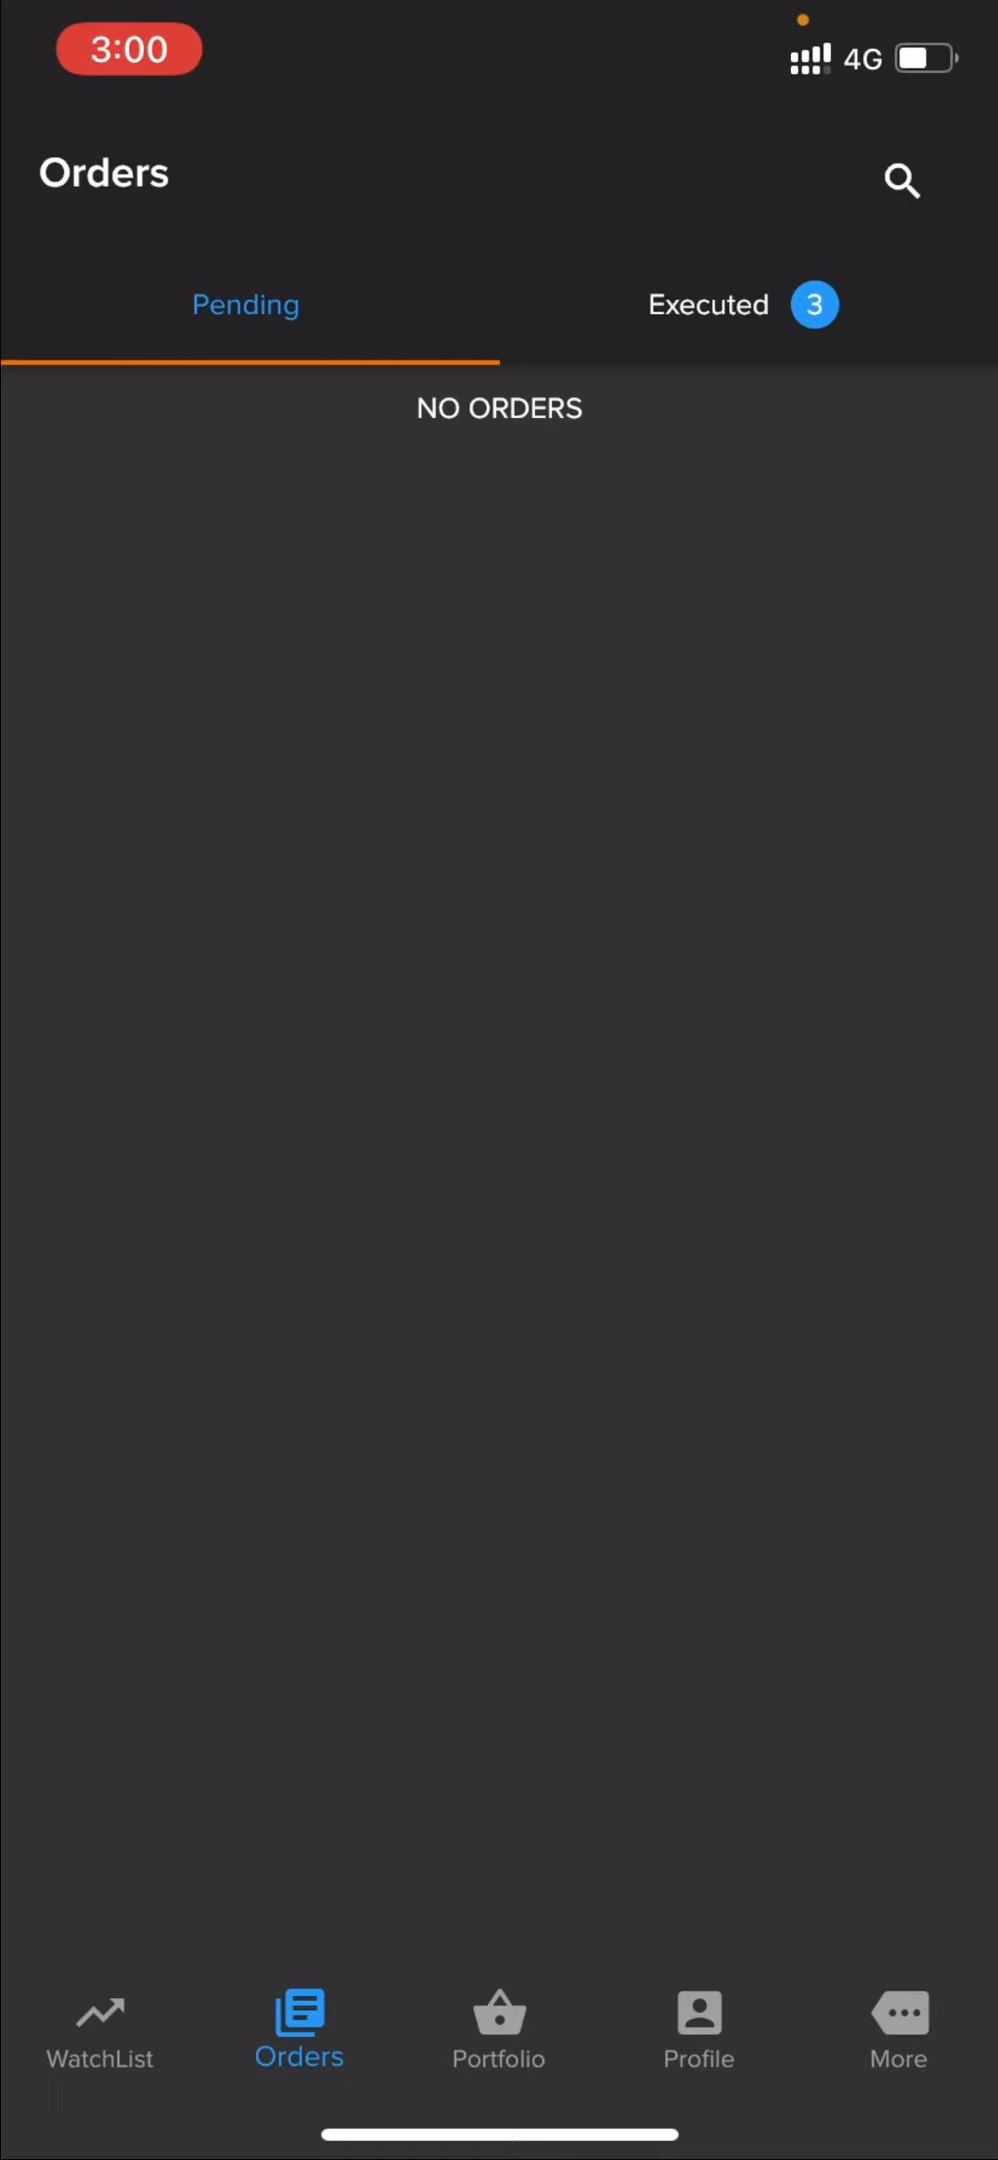 3:00
4G
Orders
Pending
Executed 3
NO ORDERS
WatchList
Orders
Portfolio
Profile
More